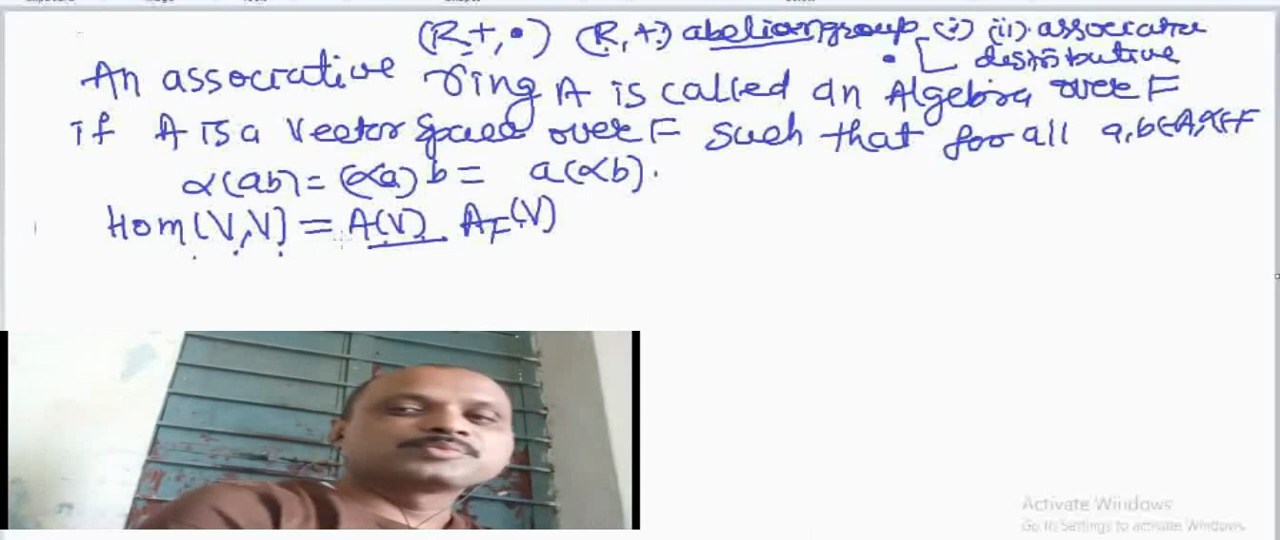 (R,+,•) (R,+) abelian group (i) (ii) associative
• distributive
An associative ring A is called an Algebra over F
if A is a vector space over F such that for all a,b∈A,α∈F
α(ab)=(αa)b= a(αb).
Hom(V,V)=A(V) A_F(V)
Activate Windows
Go to Settings to activate Windows.